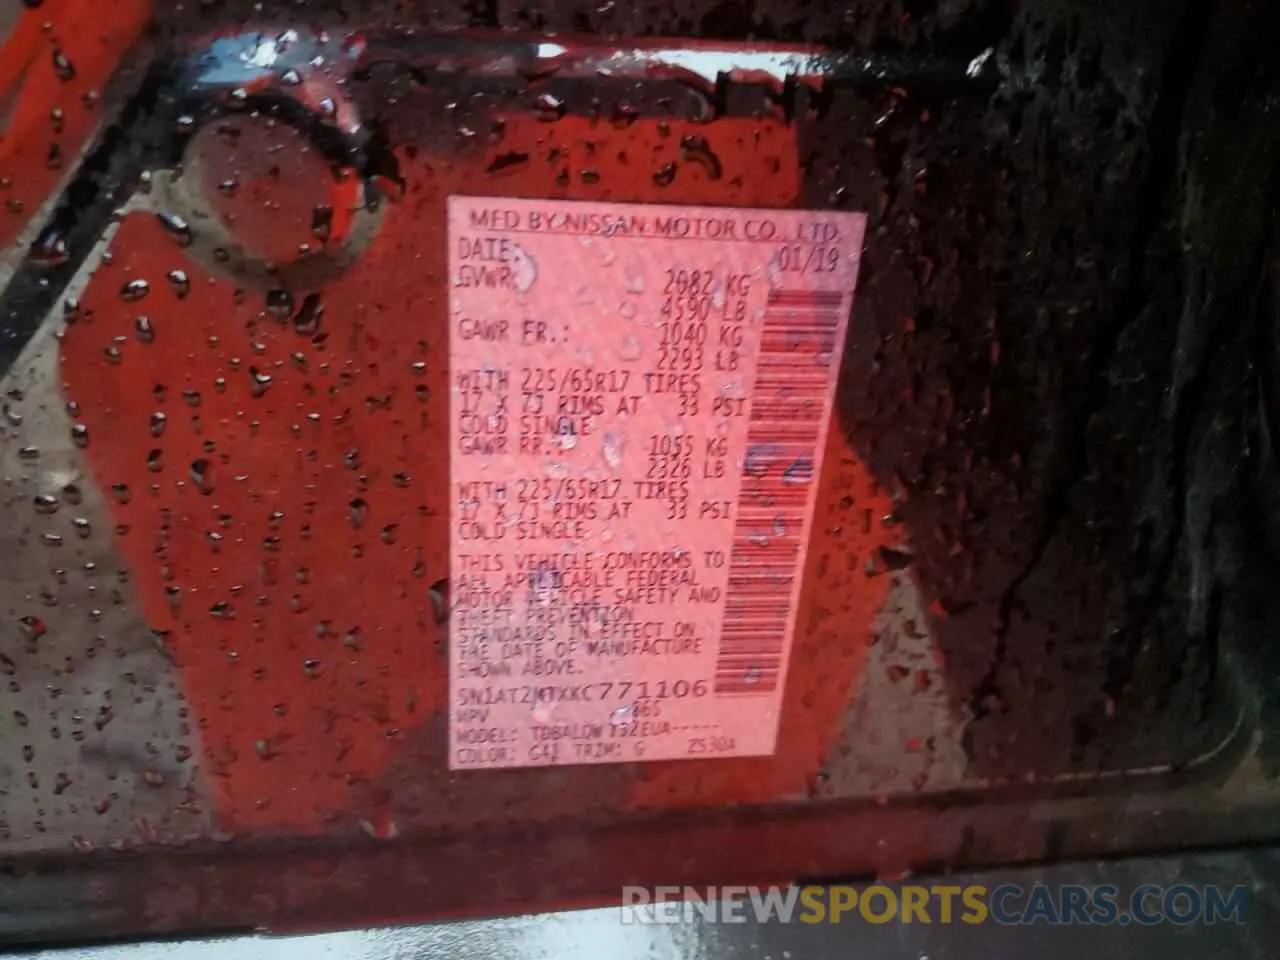 MFD BY NISSAN MOTOR CO., LTD.
DATE: 01/19
GVWR: 2082 KG
4590 LB
GAWR FR.: 1040 KG
2293 LB
WITH 225/65R17 TIRES
17 X 7J RIMS AT 33 PSI
COLD SINGLE
GAWR RR.: 1055 KG
2326 LB
WITH 225/65R17 TIRES
17 X 7J RIMS AT 33 PSI
COLD SINGLE
THIS VEHICLE CONFORMS TO
ALL APPLICABLE FEDERAL
MOTOR VEHICLE SAFETY AND
THEFT PREVENTION
STANDARDS IN EFFECT ON
THE DATE OF MANUFACTURE
SHOWN ABOVE.
5N1AT2MTXKC771106
MPV
MODEL:
COLOR: G41 TRIM: G
RENEWSPORTSCARS.COM